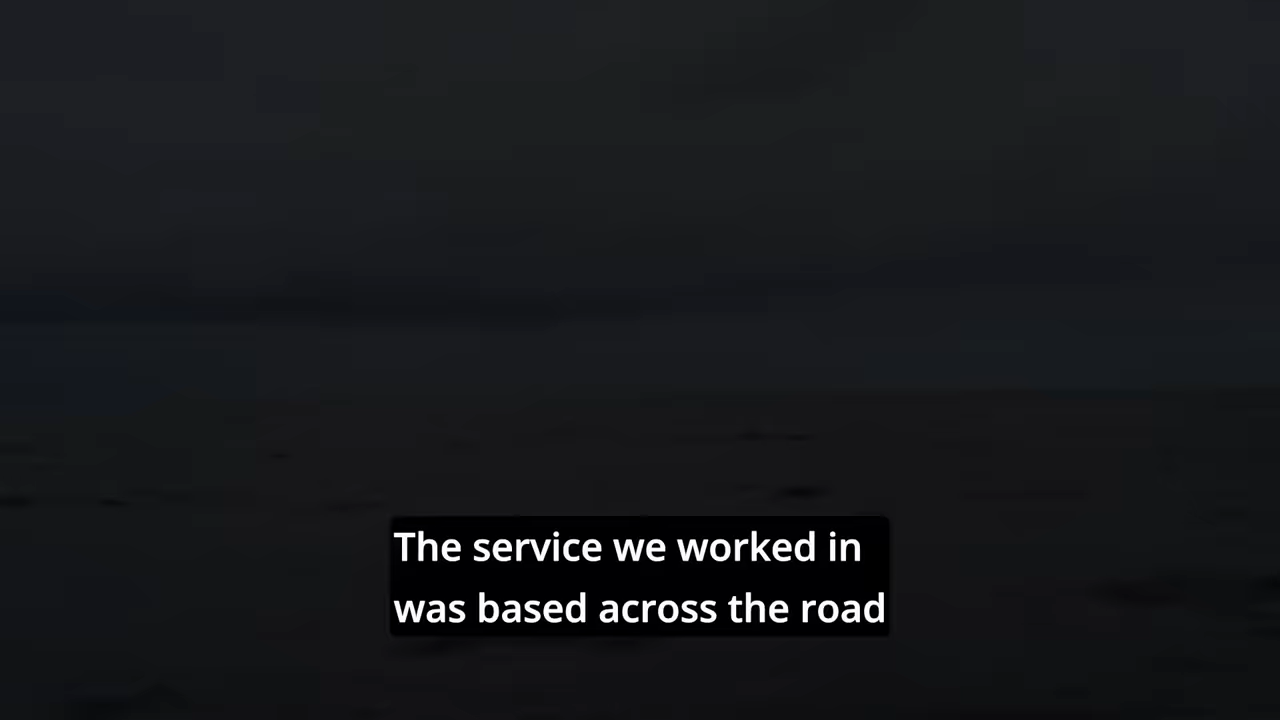 The service we worked in
was based across the road